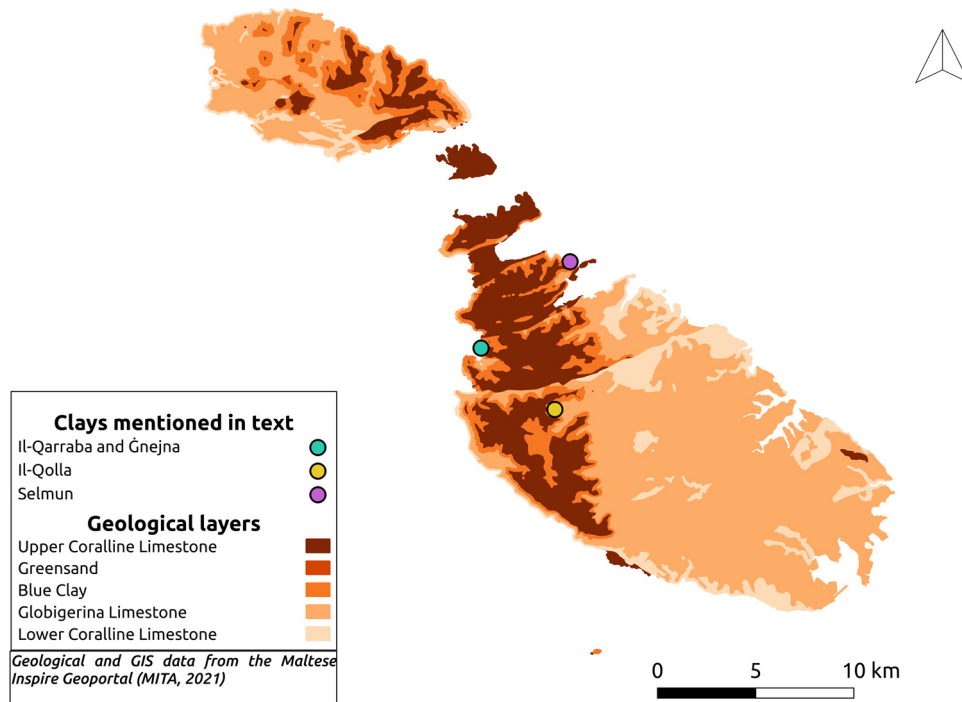 Clays mentioned in text
Il-Qarraba and Ġnejna
Il-Qolla
Selmun
Geological layers
Upper Coralline Limestone
Greensand
Blue Clay
Globigerina Limestone
Lower Coralline Limestone
Geological and GIS data from the Maltese
Inspire Geoportal (MITA, 2021)
0 5 10 km